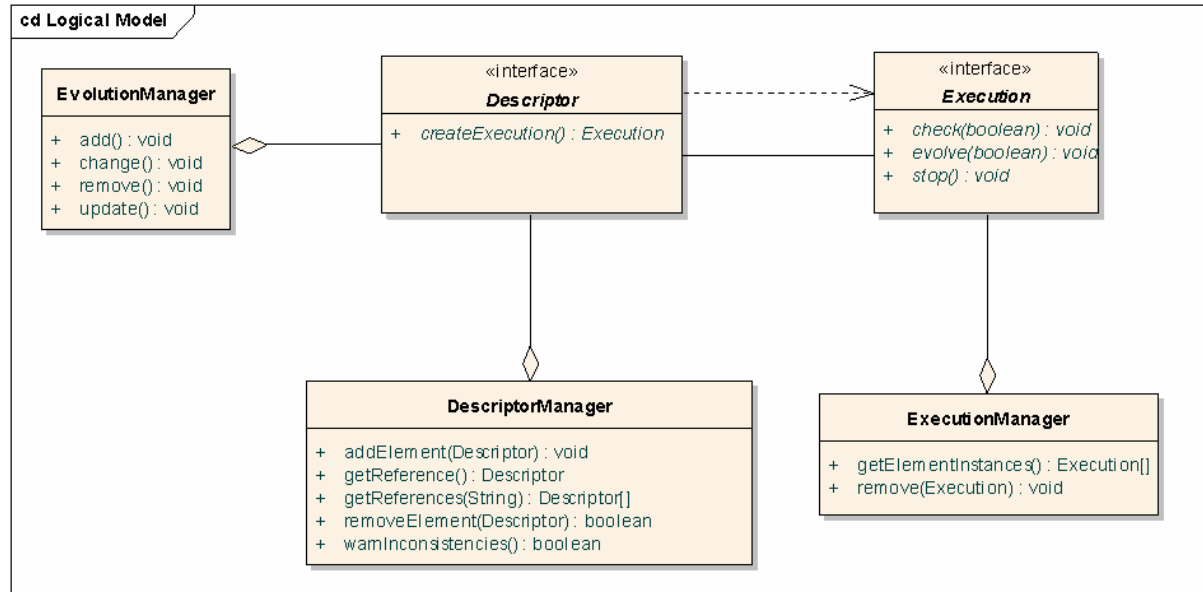 cd Logical Model
EvolutionManager
+ add() : void
+ change() : void
+ remove() : void
+ update() : void
«interface»
Descriptor
+ createExecution() : Execution
«interface»
Execution
+ check(boolean) : void
+ evolve(boolean) : void
+ stop() : void
DescriptorManager
+ addElement(Descriptor) : void
+ getReference() : Descriptor
+ getReferences(String) : Descriptor[]
+ removeElement(Descriptor) : boolean
+ warnInconsistencies() : boolean
ExecutionManager
+ getElementInstances() : Execution[]
+ remove(Execution) : void